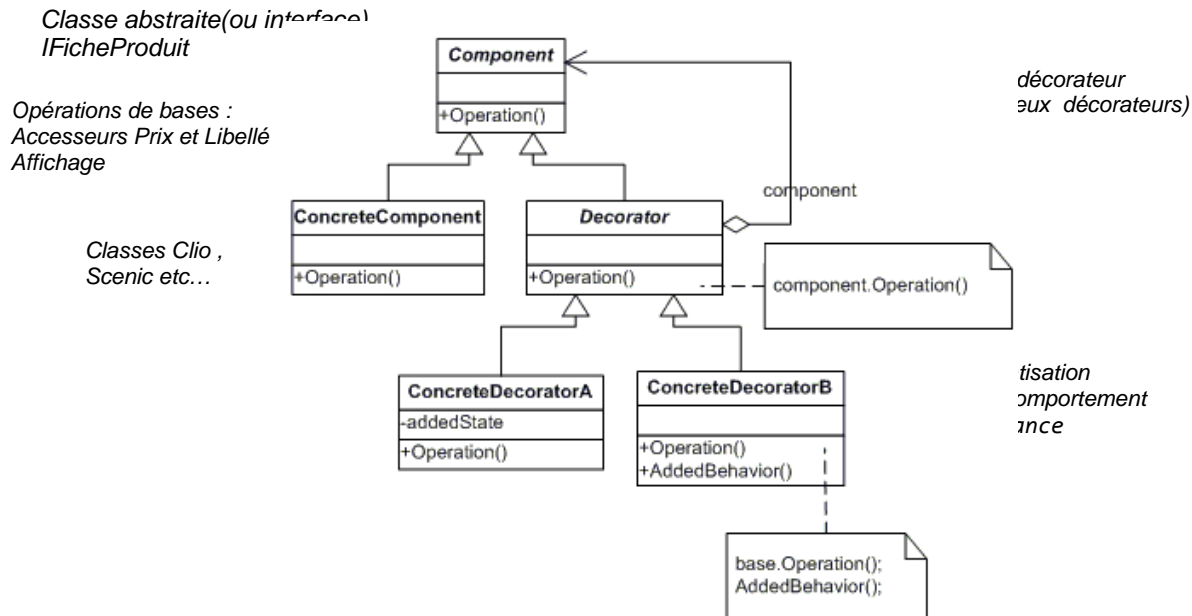 Classe abstraite(ou interface)
IFicheProduit
Component
+Operation()
décorateur
décorateurs)
Opérations de bases :
Accesseurs Prix et Libellé
Affichage
component
ConcreteComponent
+Operation()
Decorator
+Operation()
Classes Clio ,
Scenic etc…
component.Operation()
ConcreteDecoratorA
-addedState
+Operation()
ConcreteDecoratorB
+Operation()
+AddedBehavior()
base.Operation();
AddedBehavior();